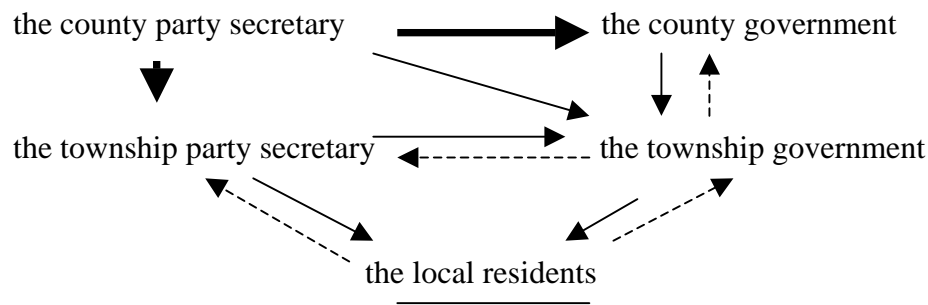 the county party secretary the county government
the township party secretary the township government
the local residents